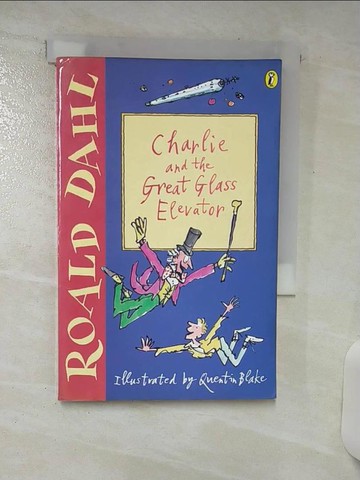 ROALD DAHL
Charlie
and the
Great Glass
Elevator
Illustrated by Quentin Blake